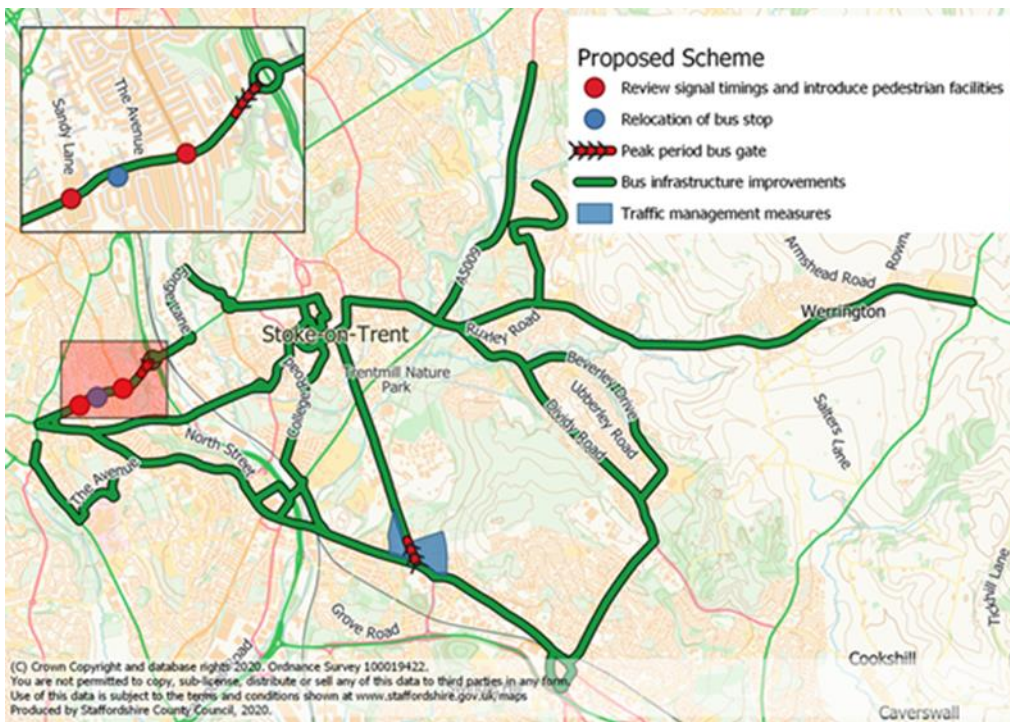 Proposed Scheme
Review signal timings and introduce pedestrian facilities
Relocation of bus stop
Peak period bus gate
Bus infrastructure improvements
Traffic management measures
Sandy Lane
The Avenue
A5009
Armshead Road
Werrington
Stoke-on-Trent
Ruxley Road
Trentmill Nature
Park
College Road
Beverley Drive
Ubberley Road
Dividy Road
Salters Lane
North Street
The Avenue
Grove Road
Tickhill Lane
Cookshill
Caverswall
Road
(C) Crown Copyright and database rights 2020. Ordnance Survey 100019422.
You are not permitted to copy, sub-license, distribute or sell any of this data to third parties in any form.
Use of this data is subject to the terms and conditions shown at www.staffordshire.gov.uk/maps
Produced by Staffordshire County Council, 2020.